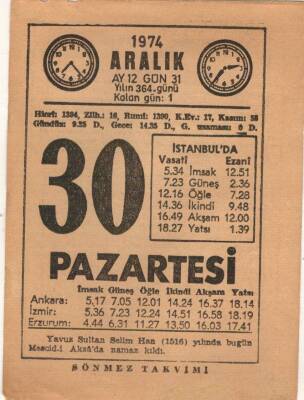 1974
ARALIK
AY 12 GÜN 31
Yılın 364.günü
Kalan gün: 1
Hicri: 1394, Zilh.: 16, Rumi: 1390, K.Ev.: 17, Kasım: 53
Gündüz: 9.25 D., Gece: 14.35 D., G. uzaması: 0 D.
30
İSTANBUL'DA
Vasati Ezani
5.34 İmsak 12.51
7.23 Güneş 2.36
12.16 Öğle 7.28
14.36 İkindi 9.48
16.49 Akşam 12.00
18.27 Yatsı 1.39
PAZARTESİ
İmsak Güneş Öğle İkindi Akşam Yatsı
Ankara: 5,17 7.05 12.01 14.24 16.37 18.14
İzmir: 5,36 7.23 12.24 14.51 16.58 18.19
Erzurum: 4.44 6.31 11.27 13.50 16.03 17.41
Yavuz Sultan Selim Han (1516) yılında bugün
Mescid-i Aksâ'da namaz kıldı.
SÖNMEZ TAKVİMİ